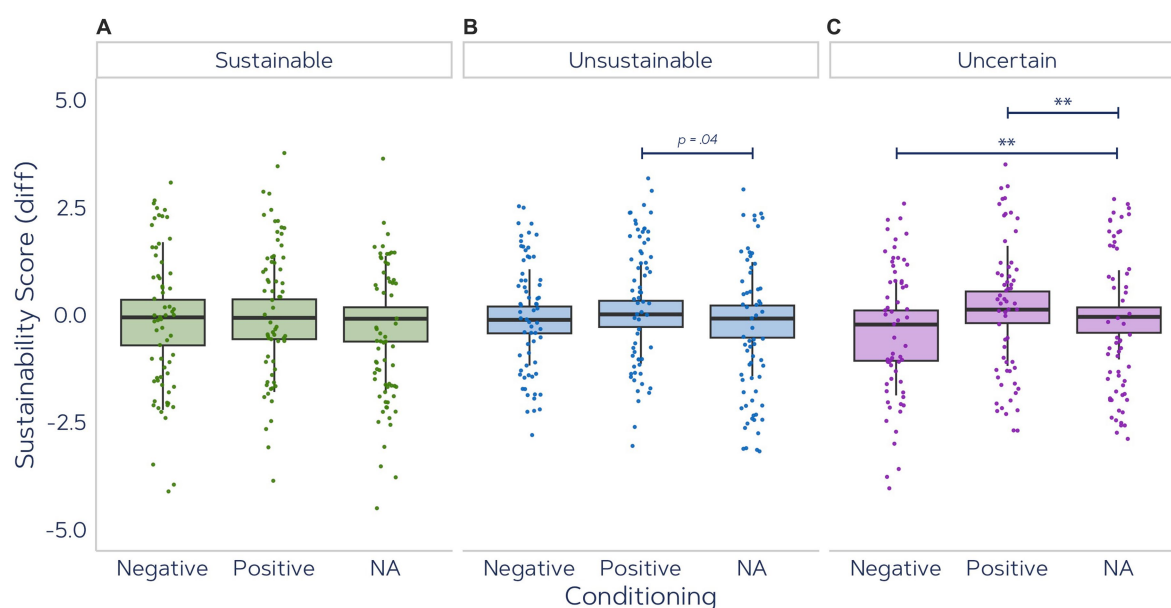 A B C
Sustainable Unsustainable Uncertain
5.0
**
p = .04
**
2.5
Sustainability Score (diff)
0.0
-2.5
-5.0
Negative Positive NA Negative Positive NA Negative Positive NA
Conditioning